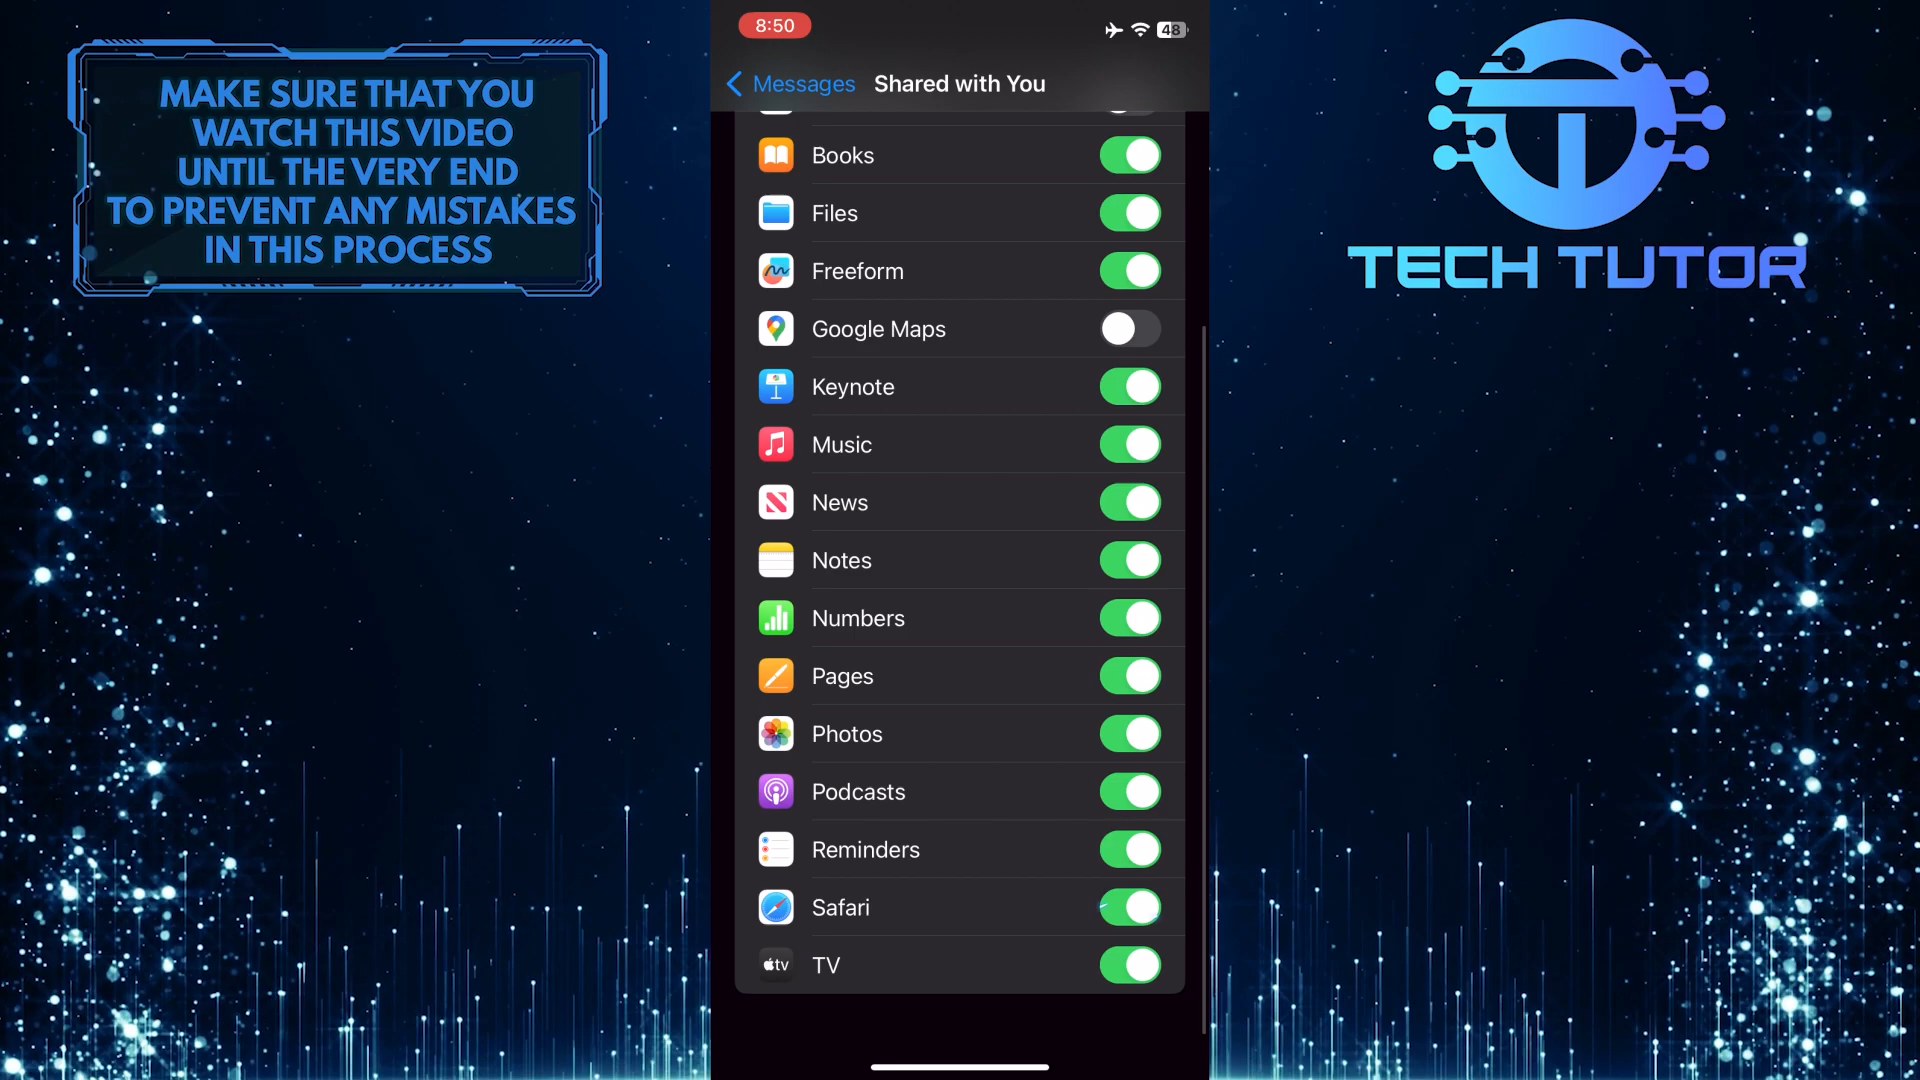 MAKE SURE THAT YOU
WATCH THIS VIDEO
UNTIL THE VERY END
TO PREVENT ANY MISTAKES
IN THIS PROCESS
8:50
48
Messages
Shared with You
Books
Files
Freeform
Google Maps
Keynote
Music
News
Notes
Numbers
Pages
Photos
Podcasts
Reminders
Safari
tv
TV
T
TECH TUTOR